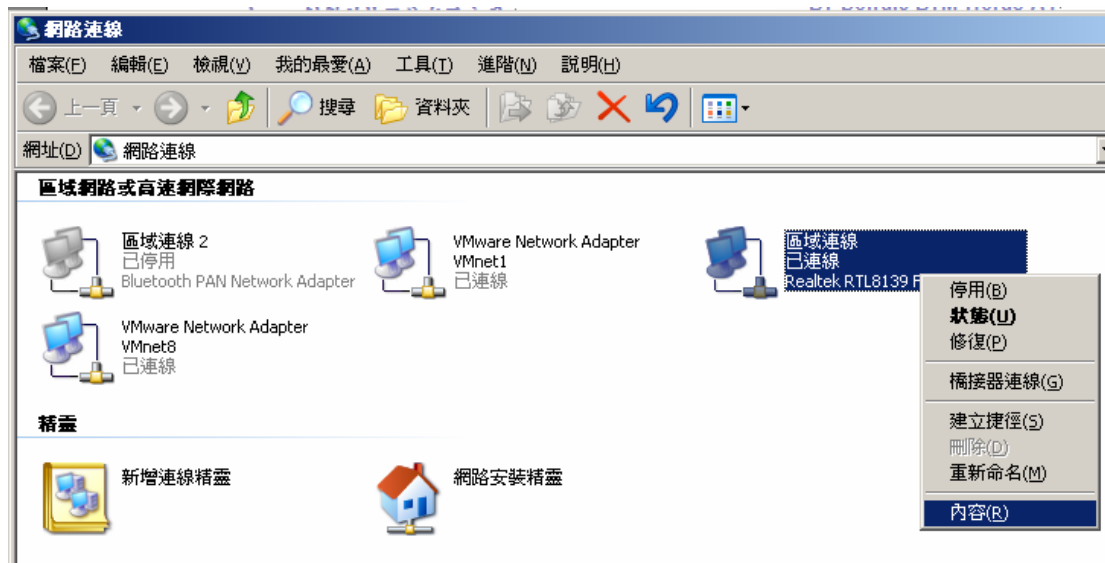 網路連線
檔案(F) 編輯(E) 檢視(V) 我的最愛(A) 工具(T) 進階(N) 說明(H)
上一頁 搜尋 資料夾
網址(D) 網路連線
區域網路或高速網際網路
區域連線 2
已停用
Bluetooth PAN Network Adapter
VMware Network Adapter
VMnet1
已連線
區域連線
已連線
Realtek RTL8139 F
VMware Network Adapter
VMnet8
已連線
停用(B)
狀態(U)
修復(P)
橋接器連線(G)
建立捷徑(S)
刪除(D)
重新命名(M)
內容(R)
精靈
新增連線精靈
網路安裝精靈